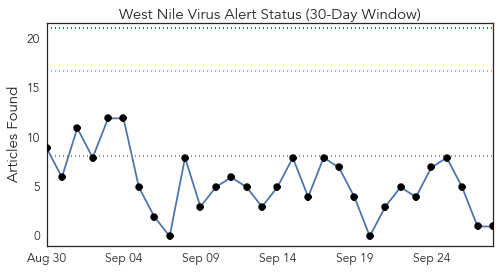 West Nile Virus Alert Status (30-Day Window)
Articles Found
20
15
10
5
0
Aug 30
Sep 04
Sep 09
Sep 14
Sep 19
Sep 24